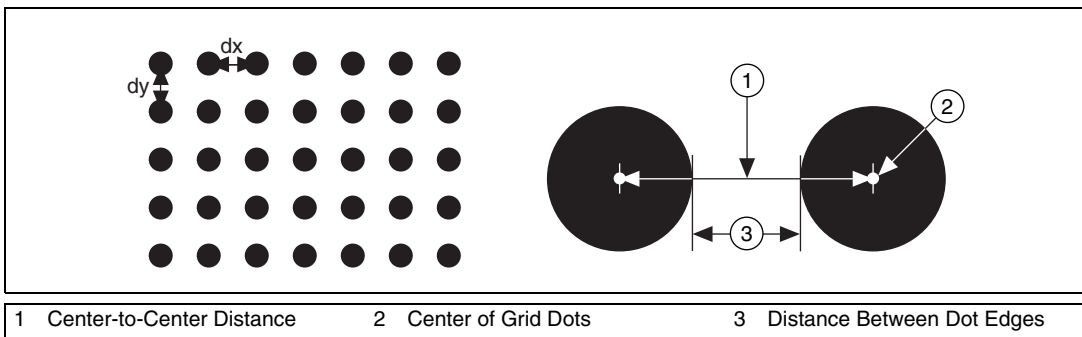 dx
dy
1
2
3
1 Center-to-Center Distance 2 Center of Grid Dots 3 Distance Between Dot Edges